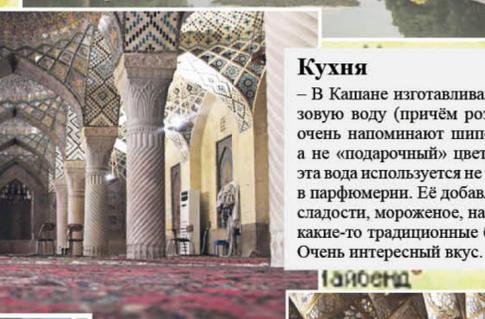 Кухня
– В Кашане изготавлива
зовую воду (причём роз
очень напоминают шип
а не «подарочный» цвет
эта вода используется не
в парфюмерии. Её добав
сладости, мороженое, на
какие-то традиционные
Очень интересный вкус.